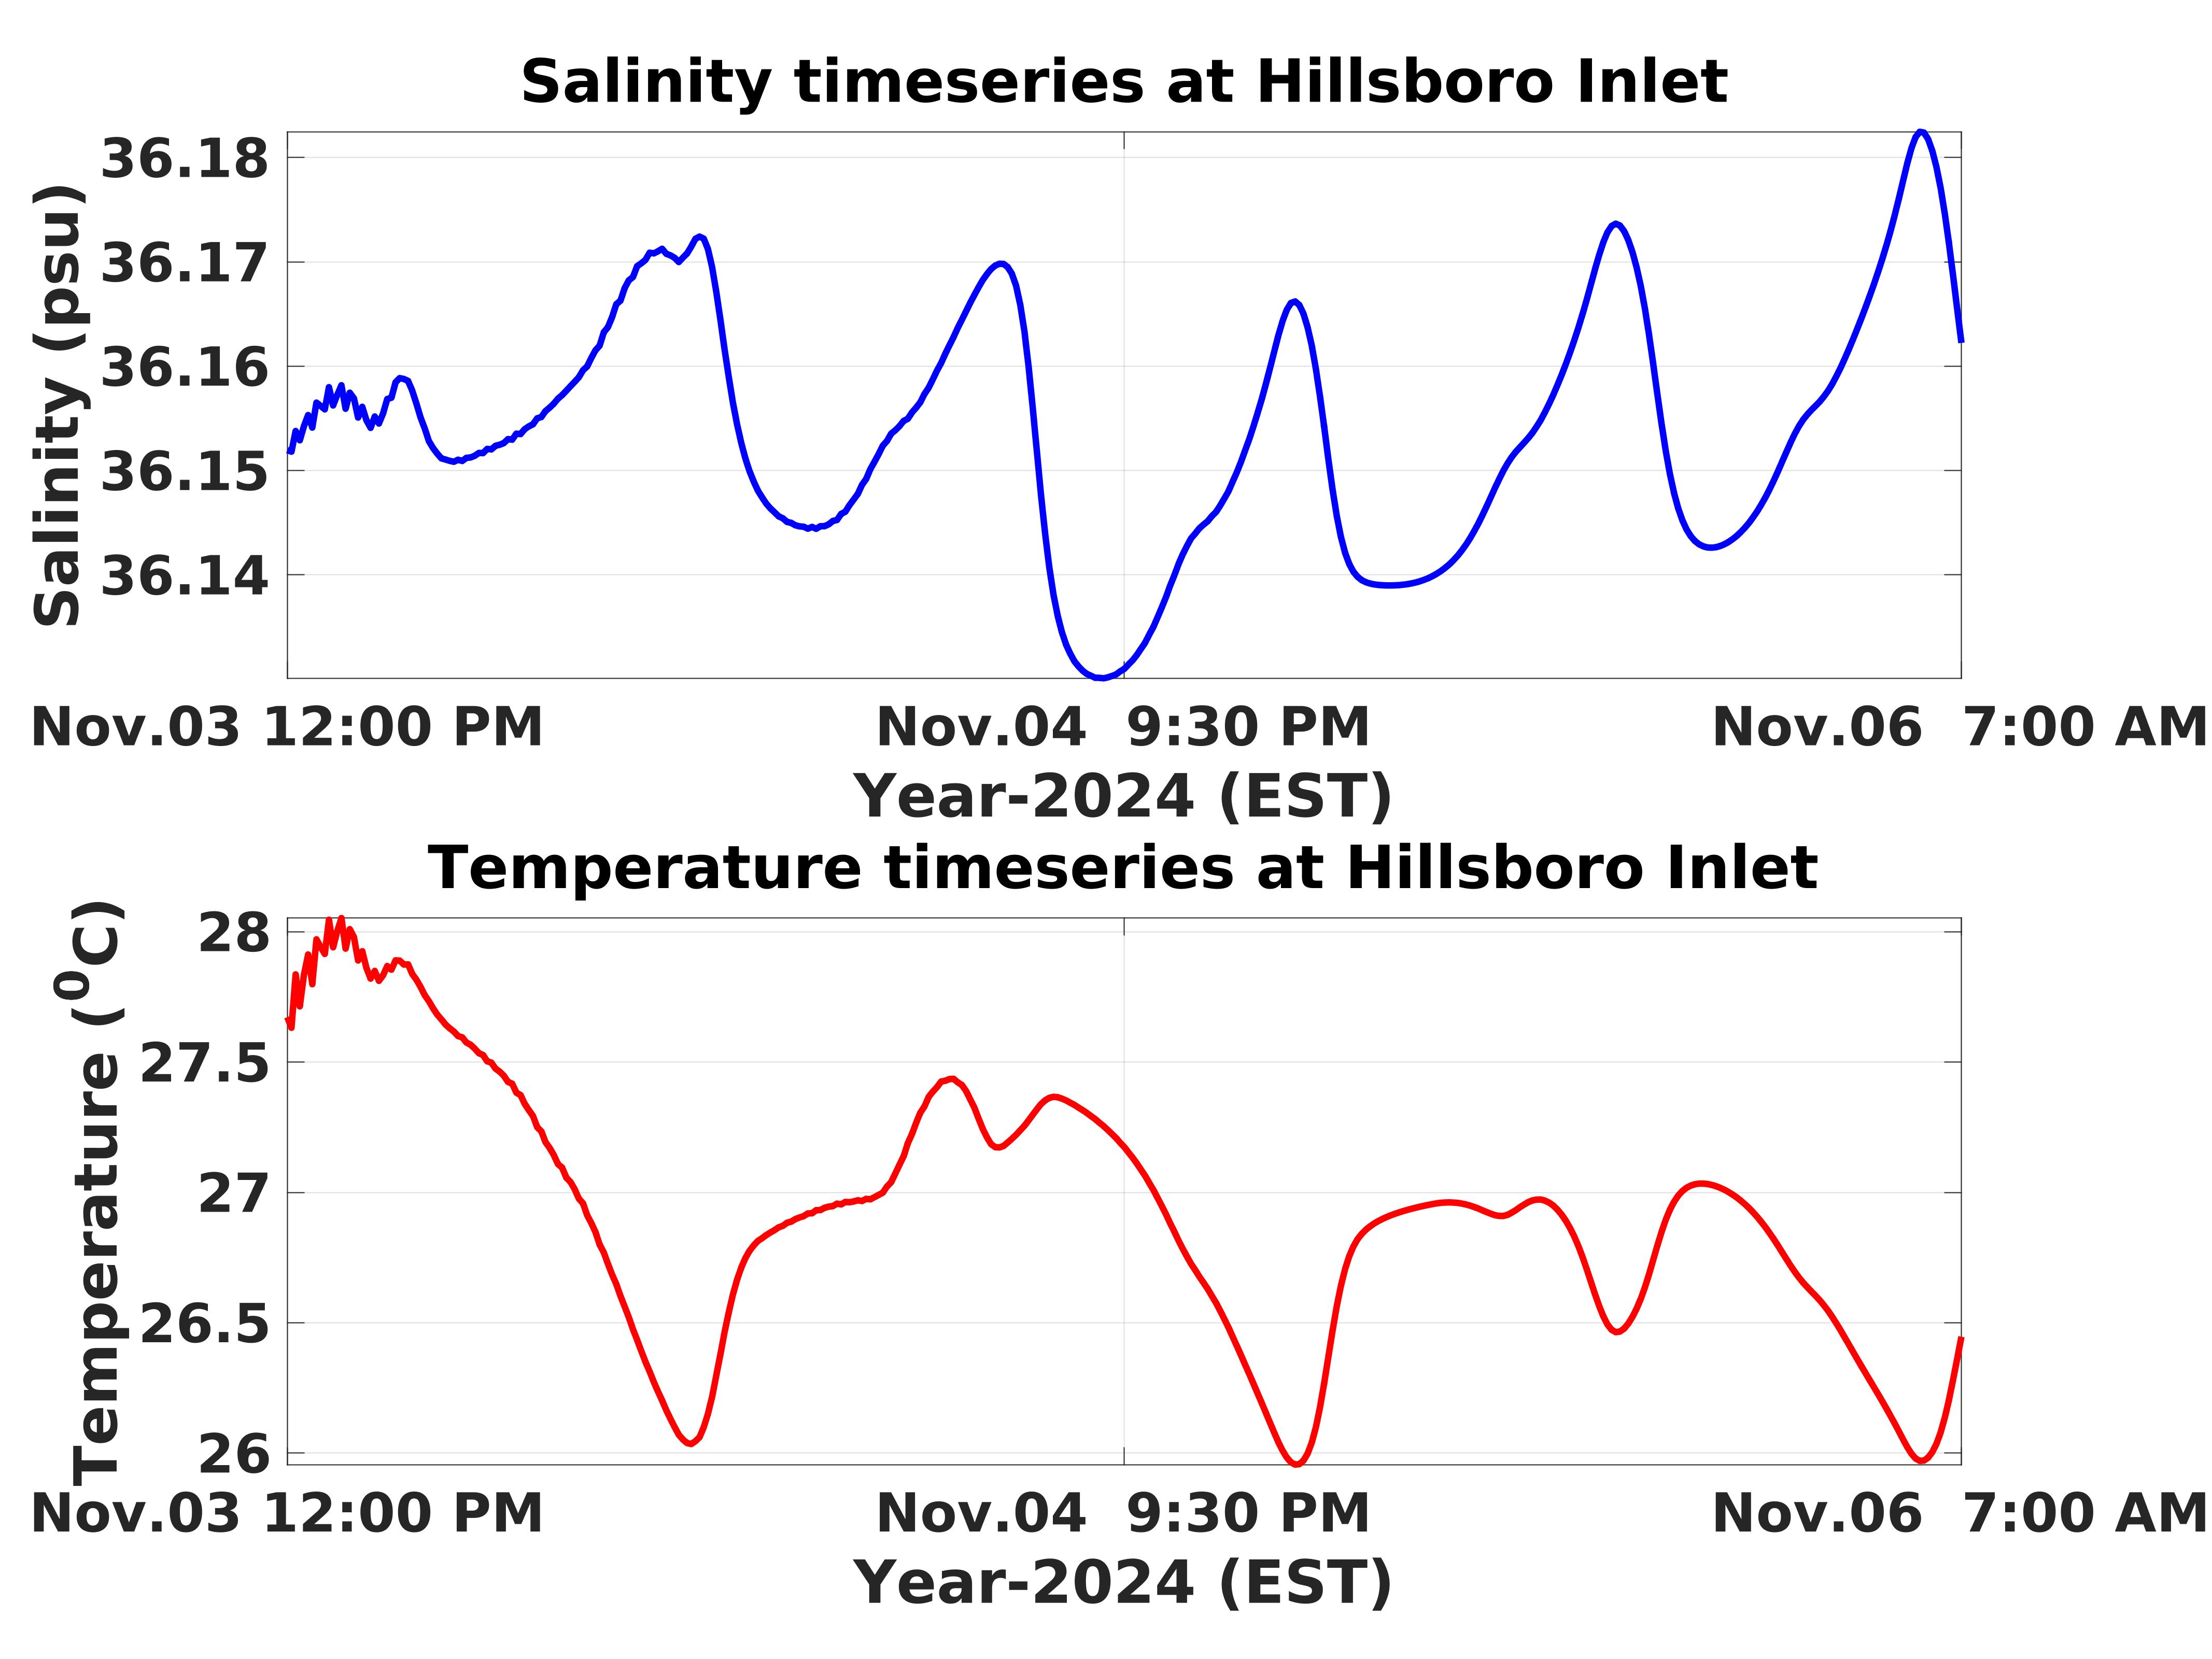 Salinity timeseries at Hillsboro Inlet
Salinity (psu)
36.18
36.17
36.16
36.15
36.14
Nov.03 12:00 PM Nov.04  9:30 PM Nov.06  7:00 AM
Year-2024 (EST)
Temperature timeseries at Hillsboro Inlet
Temperature (⁰C)
28
27.5
27
26.5
26
Nov.03 12:00 PM Nov.04  9:30 PM Nov.06  7:00 AM
Year-2024 (EST)